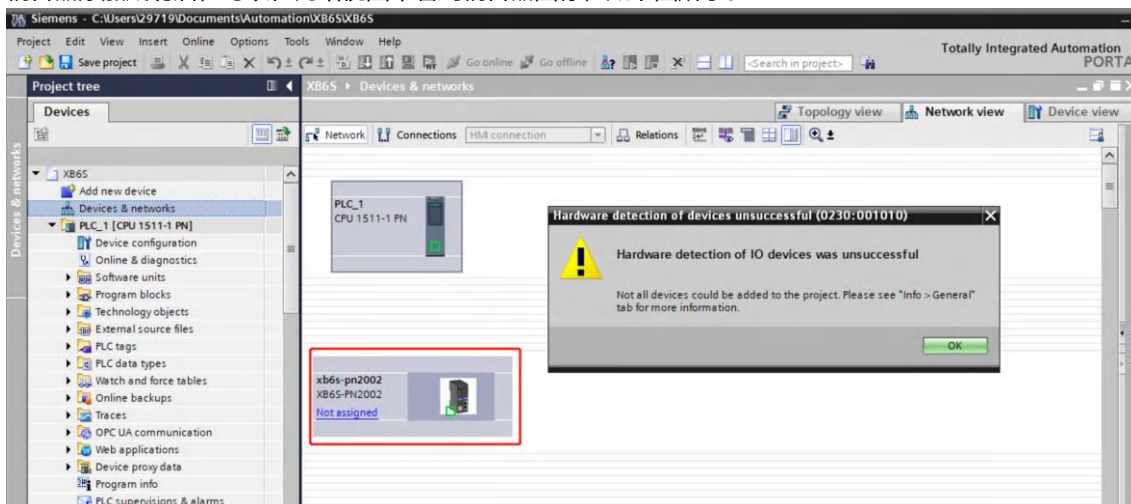 Siemens - C:\Users\29719\Documents\Automation\XB6S\XB6S
Project Edit View Insert Online Options Tools Window Help
Totally Integrated Automation
PORTA
Save project Go online Go offline <Search in project>
Project tree
XB6S ▸ Devices & networks
Devices
Topology view Network view Device view
Network Connections HMI connection Relations
Devices & networks
XB6S
Add new device
Devices & networks
PLC_1 [CPU 1511-1 PN]
Device configuration
Online & diagnostics
Software units
Program blocks
Technology objects
External source files
PLC tags
PLC data types
Watch and force tables
Online backups
Traces
OPC UA communication
Web applications
Device proxy data
Program info
PLC supervisions & alarms
PLC_1
CPU 1511-1 PN
xb6s-pn2002
XB6S-PN2002
Not assigned
Hardware detection of devices unsuccessful (0230:001010)
Hardware detection of IO devices was unsuccessful
Not all devices could be added to the project. Please see "Info > General"
tab for more information.
OK